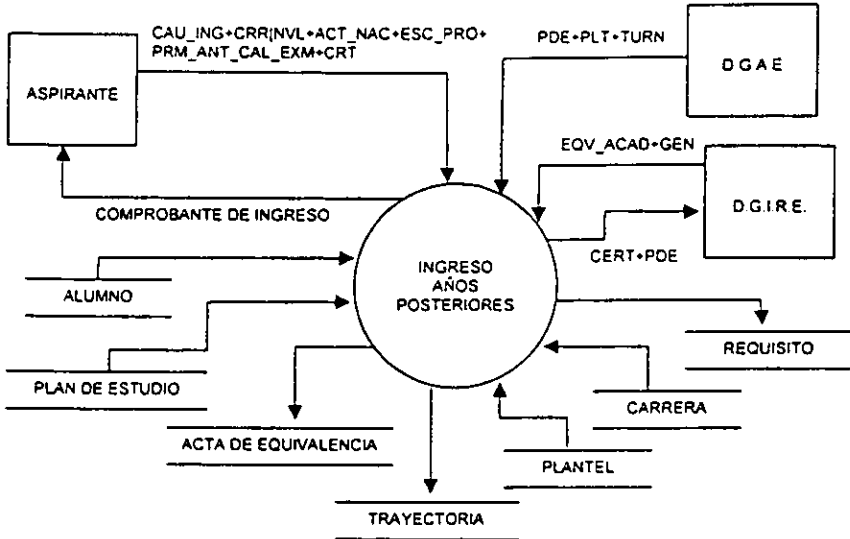 CAU_ING+CRR|NVL+ACT_NAC+ESC_PRO+
PRM_ANT_CAL_EXM+CRT
PDE+PLT+TURN
D G A E
ASPIRANTE
EQV_ACAD+GEN
COMPROBANTE DE INGRESO
D.G.I.R.E.
CERT+PDE
INGRESO
AÑOS
POSTERIORES
ALUMNO
REQUISITO
PLAN DE ESTUDIO
CARRERA
ACTA DE EQUIVALENCIA
PLANTEL
TRAYECTORIA